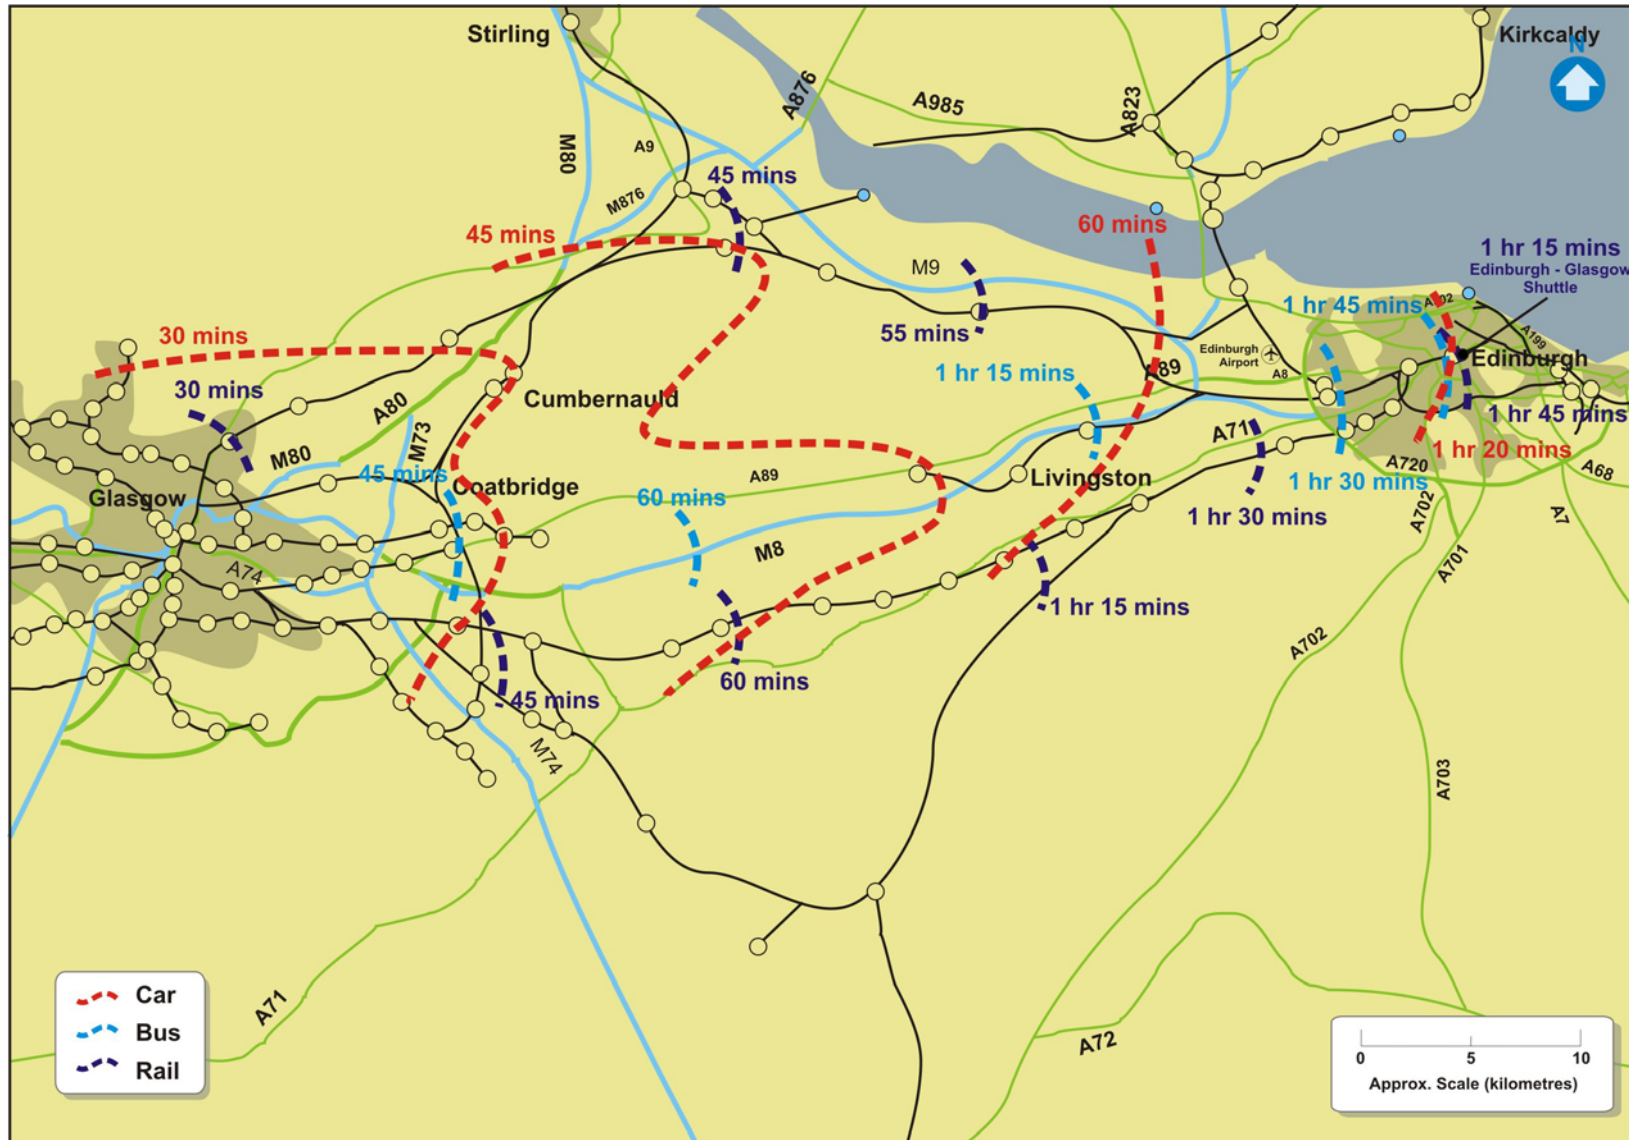 Stirling
Kirkcaldy
N
A876
A985
A823
M80
A9
M876
45 mins
45 mins
60 mins
M9
1 hr 15 mins
Edinburgh - Glasgow
Shuttle
1 hr 45 mins
A199
30 mins
55 mins
Edinburgh
Airport
A8
Edinburgh
30 mins
Cumbernauld
1 hr 15 mins
A89
A80
M73
A71
1 hr 45 mins
1 hr 20 mins
M80
45 mins
Coatbridge
A89
Livingston
A720
A68
1 hr 30 mins
Glasgow
60 mins
1 hr 30 mins
A702
A7
M8
A74
A701
1 hr 15 mins
A702
60 mins
45 mins
M74
A703
A71
A72
Car
Bus
Rail
0 5 10
Approx. Scale (kilometres)